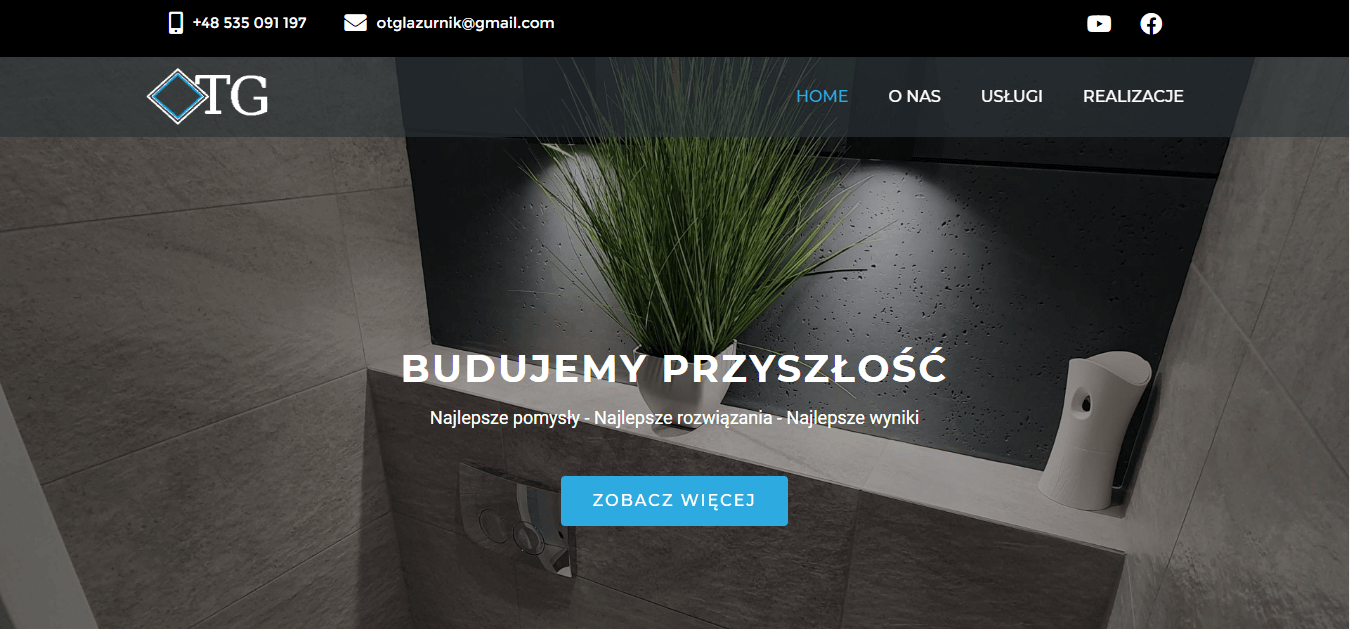 +48 535 091 197
otglazurnik@gmail.com
OTG
HOME
O NAS
USŁUGI
REALIZACJE
BUDUJEMY PRZYSZŁOŚĆ
Najlepsze pomysły - Najlepsze rozwiązania - Najlepsze wyniki
ZOBACZ WIĘCEJ